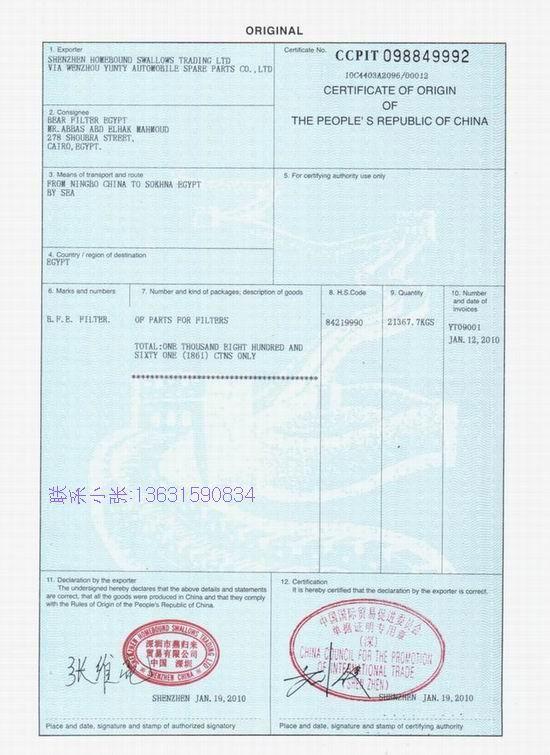 ORIGINAL
1. Exporter
SHENZHEN HOMEBOUND SWALLOWS TRADING LTD
VIA WENZHOU YUNTY AUTOMOBILE SPARE PARTS CO.,LTD
Certificate No. CCPIT 098849992
10C4403A2096/00012
CERTIFICATE OF ORIGIN
OF
THE PEOPLE'S REPUBLIC OF CHINA
2. Consignee
BEAR FILTER EGYPT
MR.ABBAS ABD ELHAK MAHMOUD
278 SHOUBRA STREET,
CAIRO,EGYPT.
3. Means of transport and route
FROM NINGBO CHINA TO SOKHNA EGYPT
BY SEA
5. For certifying authority use only
4. Country / region of destination
EGYPT
6. Marks and numbers
7. Number and kind of packages; description of goods
8. H.S.Code
9. Quantity
10. Number
and date of
invoices
B.F.E. FILTER.
OF PARTS FOR FILTERS
84219990
21367.7KGS
YT09001
JAN.12,2010
TOTAL:ONE THOUSAND EIGHT HUNDRED AND
SIXTY ONE (1861) CTNS ONLY
联系小张:13631590834
11. Declaration by the exporter
The undersigned hereby declares that the above details and statements
are correct, that all the goods were produced in China and that they comply
with the Rules of Origin of the People's Republic of China.
12. Certification
It is hereby certified that the declaration by the exporter is correct.
SHENZHEN HOMEBOUND SWALLOWS TRADING LTD
深圳市燕归来
贸易有限公司
中国 深圳
SHENZHEN CHINA
中国国际贸易促进委员会
单据证明专用章
(深)
CHINA COUNCIL FOR THE PROMOTION
OF INTERNATIONAL TRADE
(SHENZHEN)
SHENZHEN JAN.19,2010
SHENZHEN JAN.19,2010
Place and date, signature and stamp of authorized signatory
Place and date, signature and stamp of certifying authority